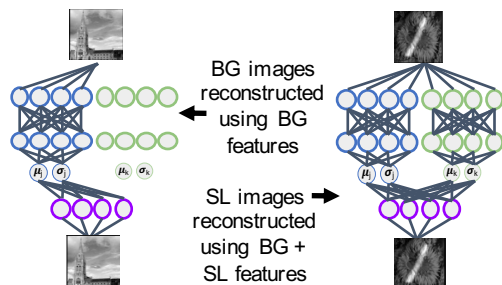 BG images
reconstructed
using BG
features
μj σj μk σk
μj σj μk σk
SL images
reconstructed
using BG +
SL features